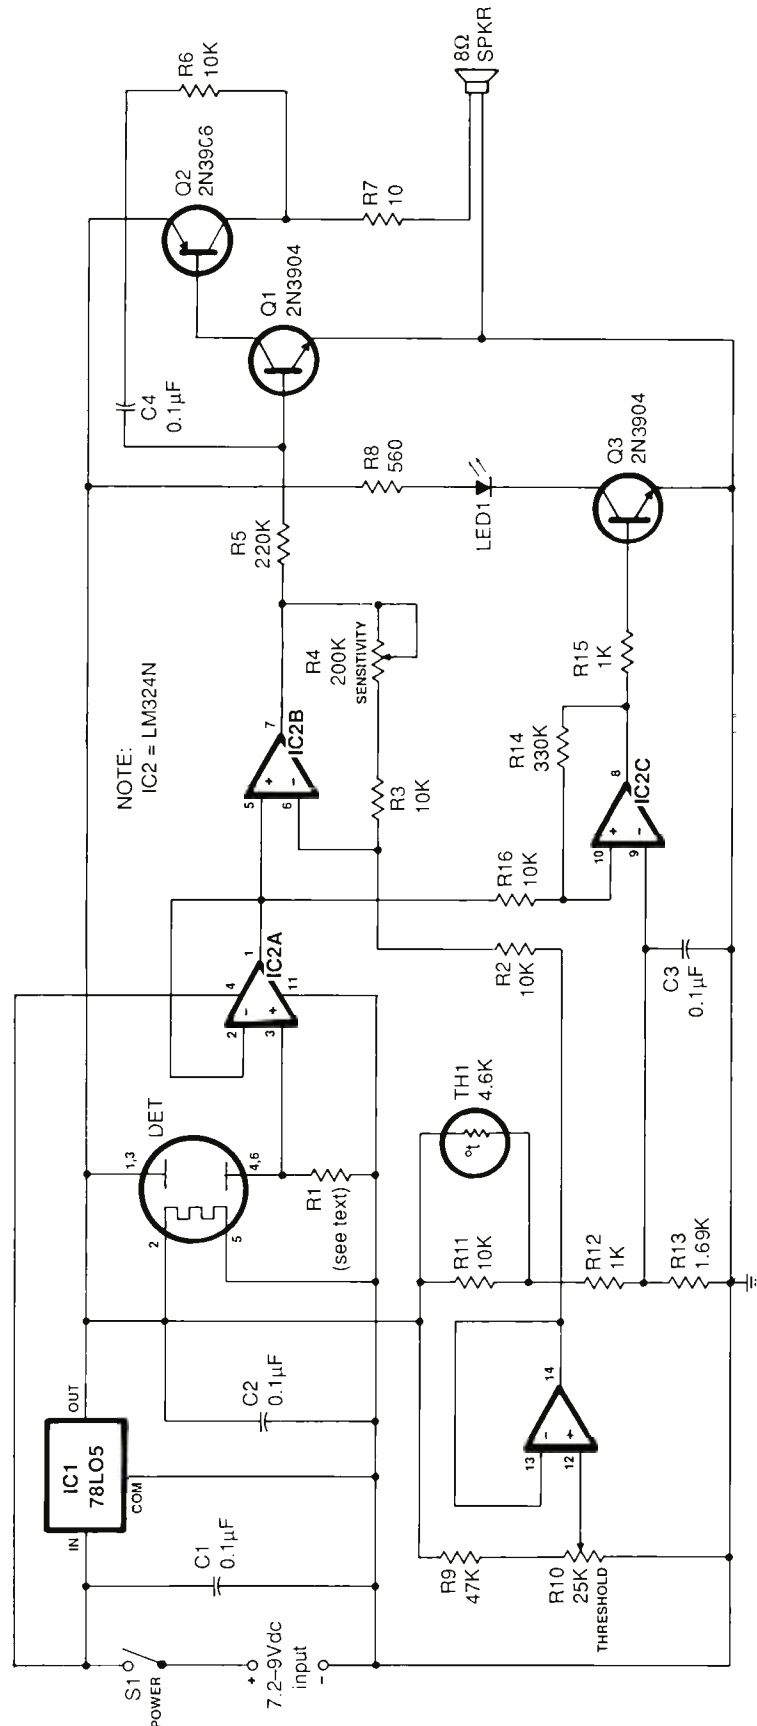 S1
POWER
+
7.2–9Vdc
input
–
IN
IC1
78LO5
OUT
COM
C1
0.1µF
C2
0.1µF
DET
1,3
2
5
4,6
R1
(see text)
2
3
4
11
1
-
+
IC2A
NOTE:
IC2 = LM324N
5
6
7
+
-
IC2B
R3
10K
R4
200K
SENSITIVITY
R5
220K
C4
0.1µF
R6
10K
Q2
2N39C6
Q1
2N3904
R7
10
8Ω
SPKR
R8
560
LED1
Q3
2N3904
R9
47K
R10
25K
THRESHOLD
13
12
14
-
+
R11
10K
TH1
4.6K
t°
R12
1K
R13
1.69K
C3
0.1µF
R2
10K
R16
10K
R14
330K
10
9
8
+
-
IC2C
R15
1K